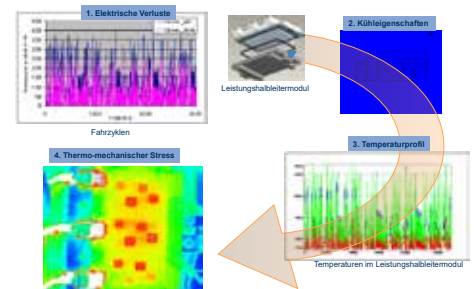 1. Elektrische Verluste
2. Kühleigenschaften
Leistungshalbleitermodul
Fahrzyklen
3. Temperaturprofil
4. Thermo-mechanischer Stress
Temperaturen im Leistungshalbleitermodul